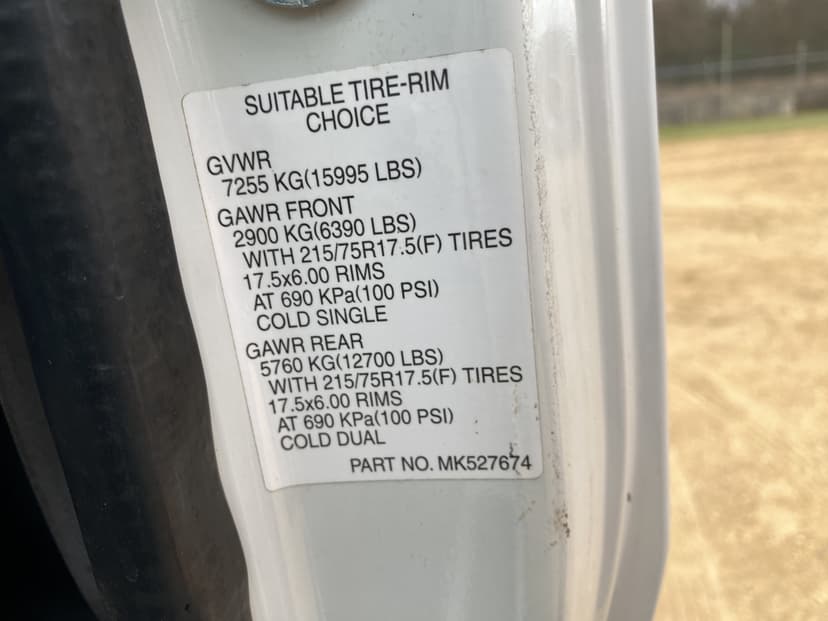 SUITABLE TIRE-RIM
CHOICE
GVWR
7255 KG(15995 LBS)
GAWR FRONT
2900 KG(6390 LBS)
WITH 215/75R17.5(F) TIRES
17.5x6.00 RIMS
AT 690 KPa(100 PSI)
COLD SINGLE
GAWR REAR
5760 KG(12700 LBS)
WITH 215/75R17.5(F) TIRES
17.5x6.00 RIMS
AT 690 KPa(100 PSI)
COLD DUAL
PART NO. MK527674